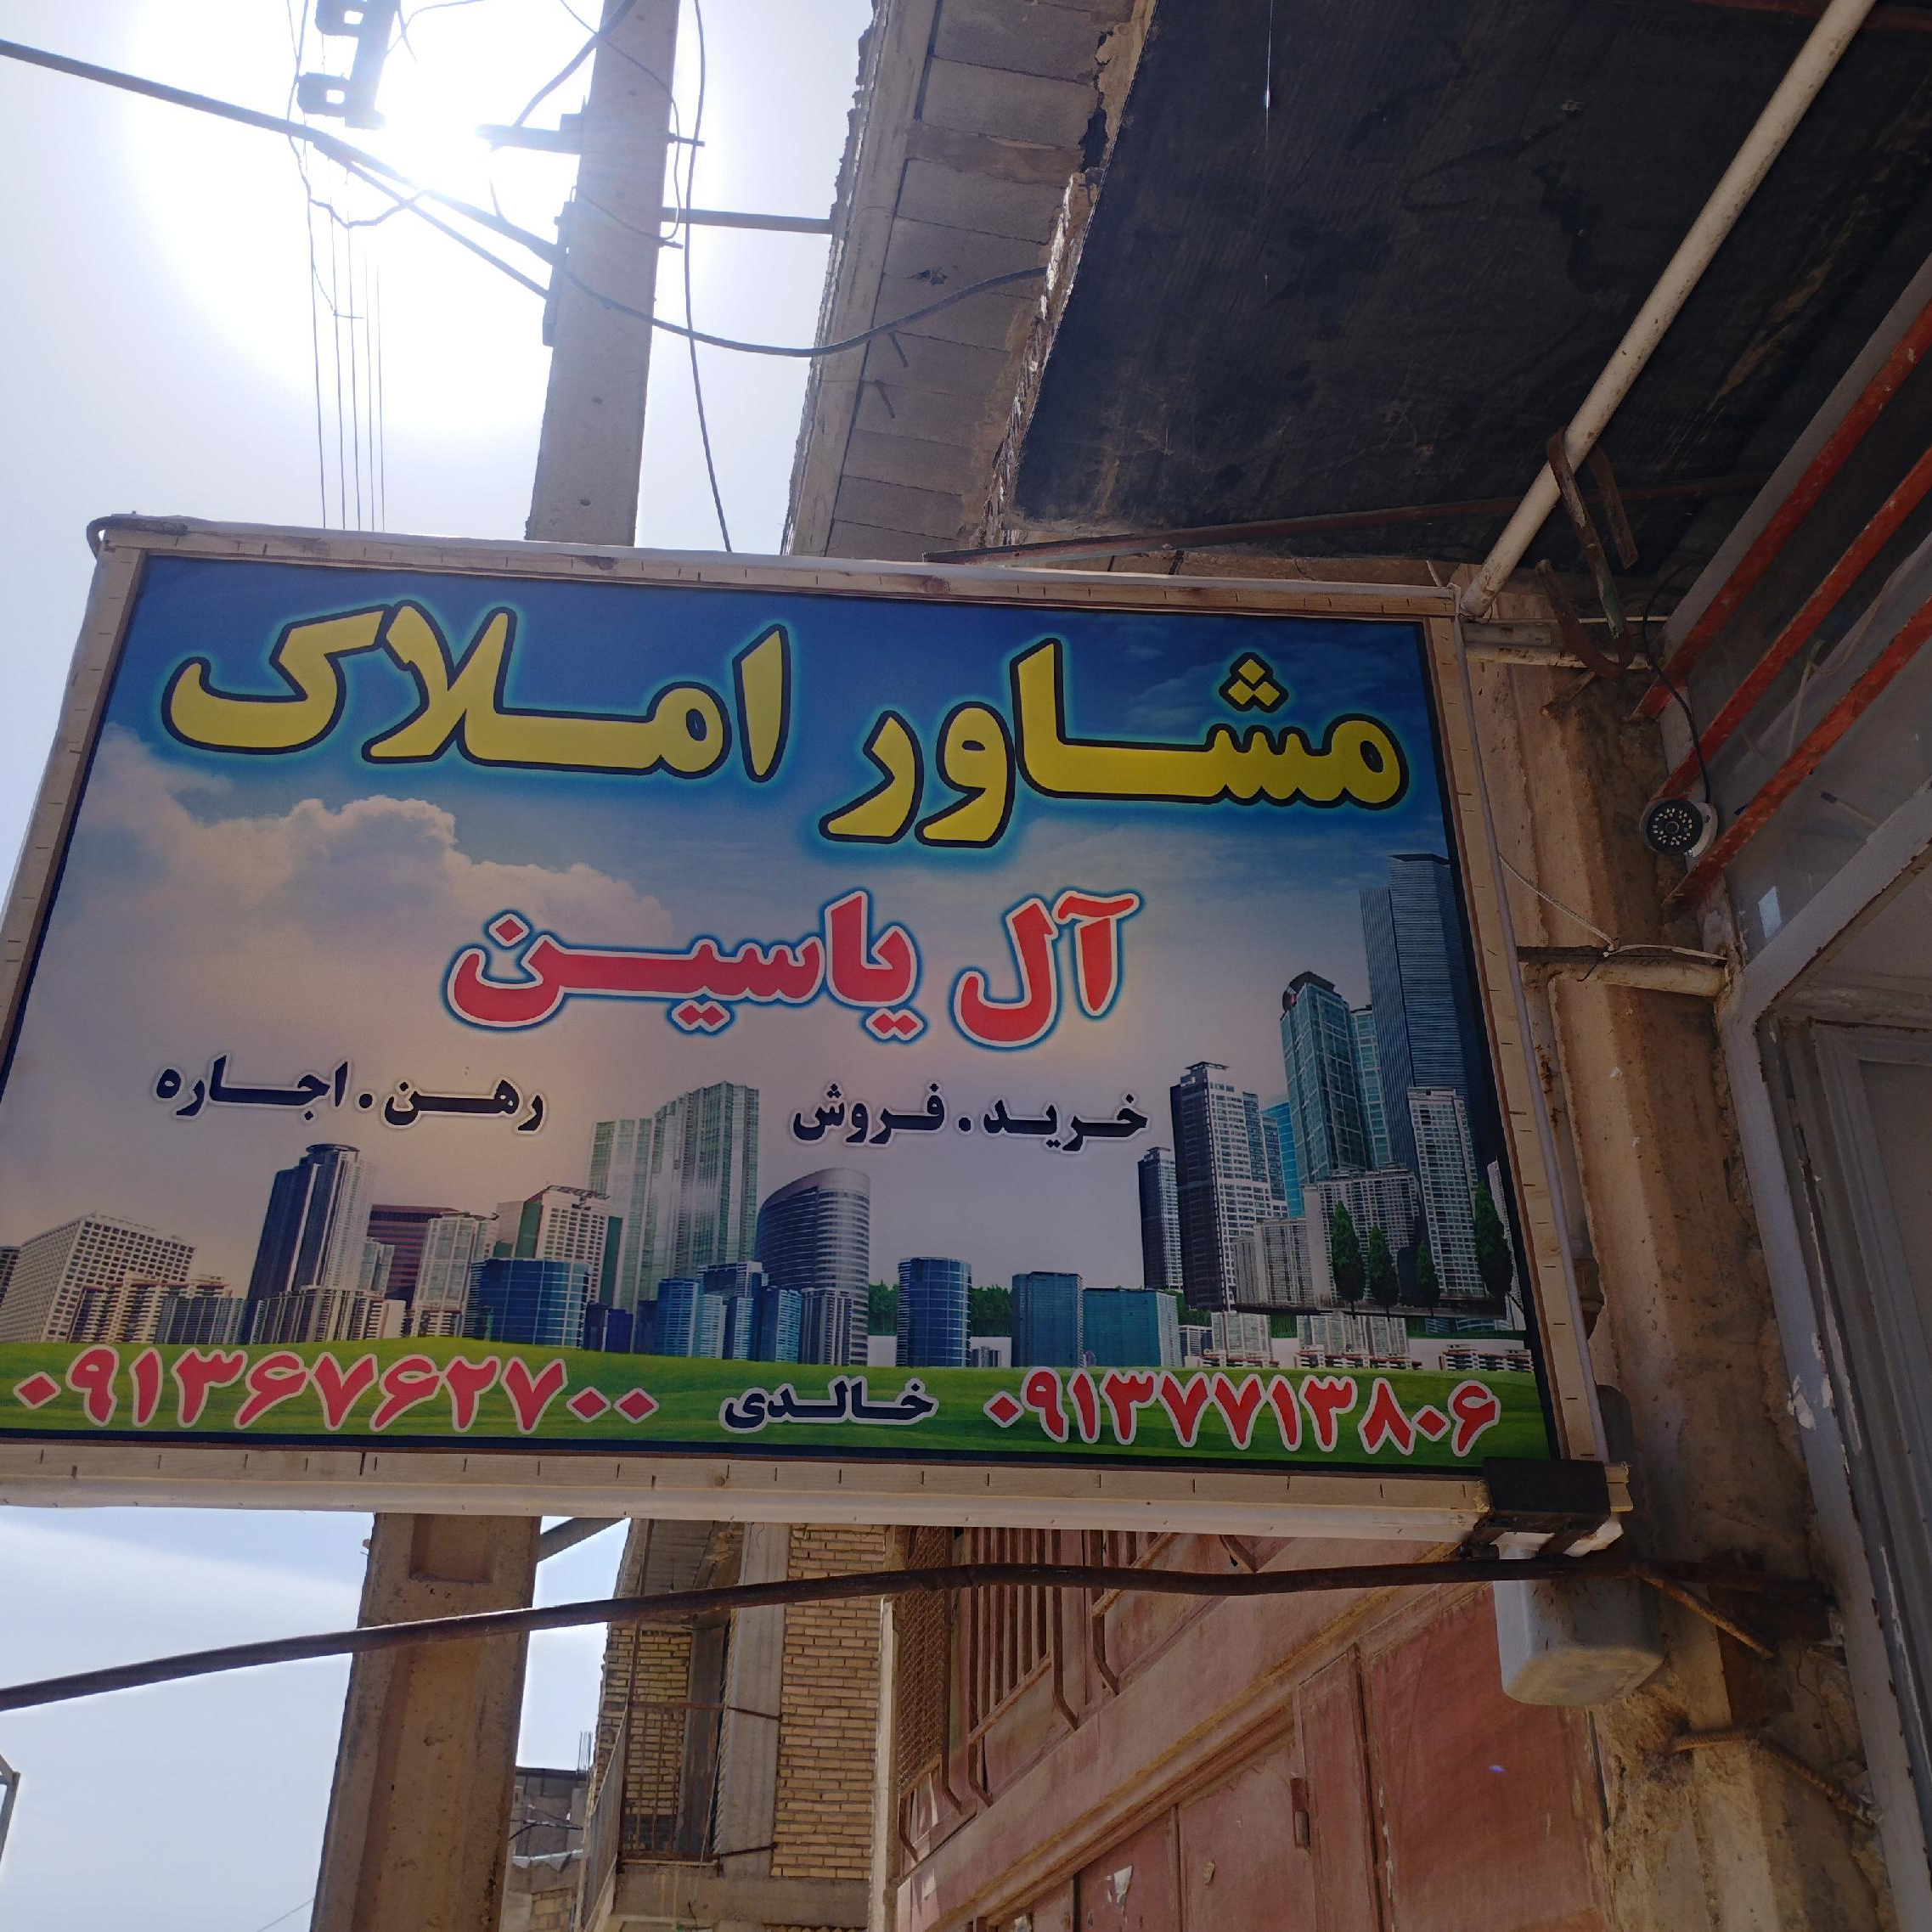 مشاور املاک
آل یاسین
خرید . فروش    رهن . اجاره
۰۹۱۳۷۷۱۳۸۰۶ خالدی ۰۹۱۳۶۷۶۲۷۰۰